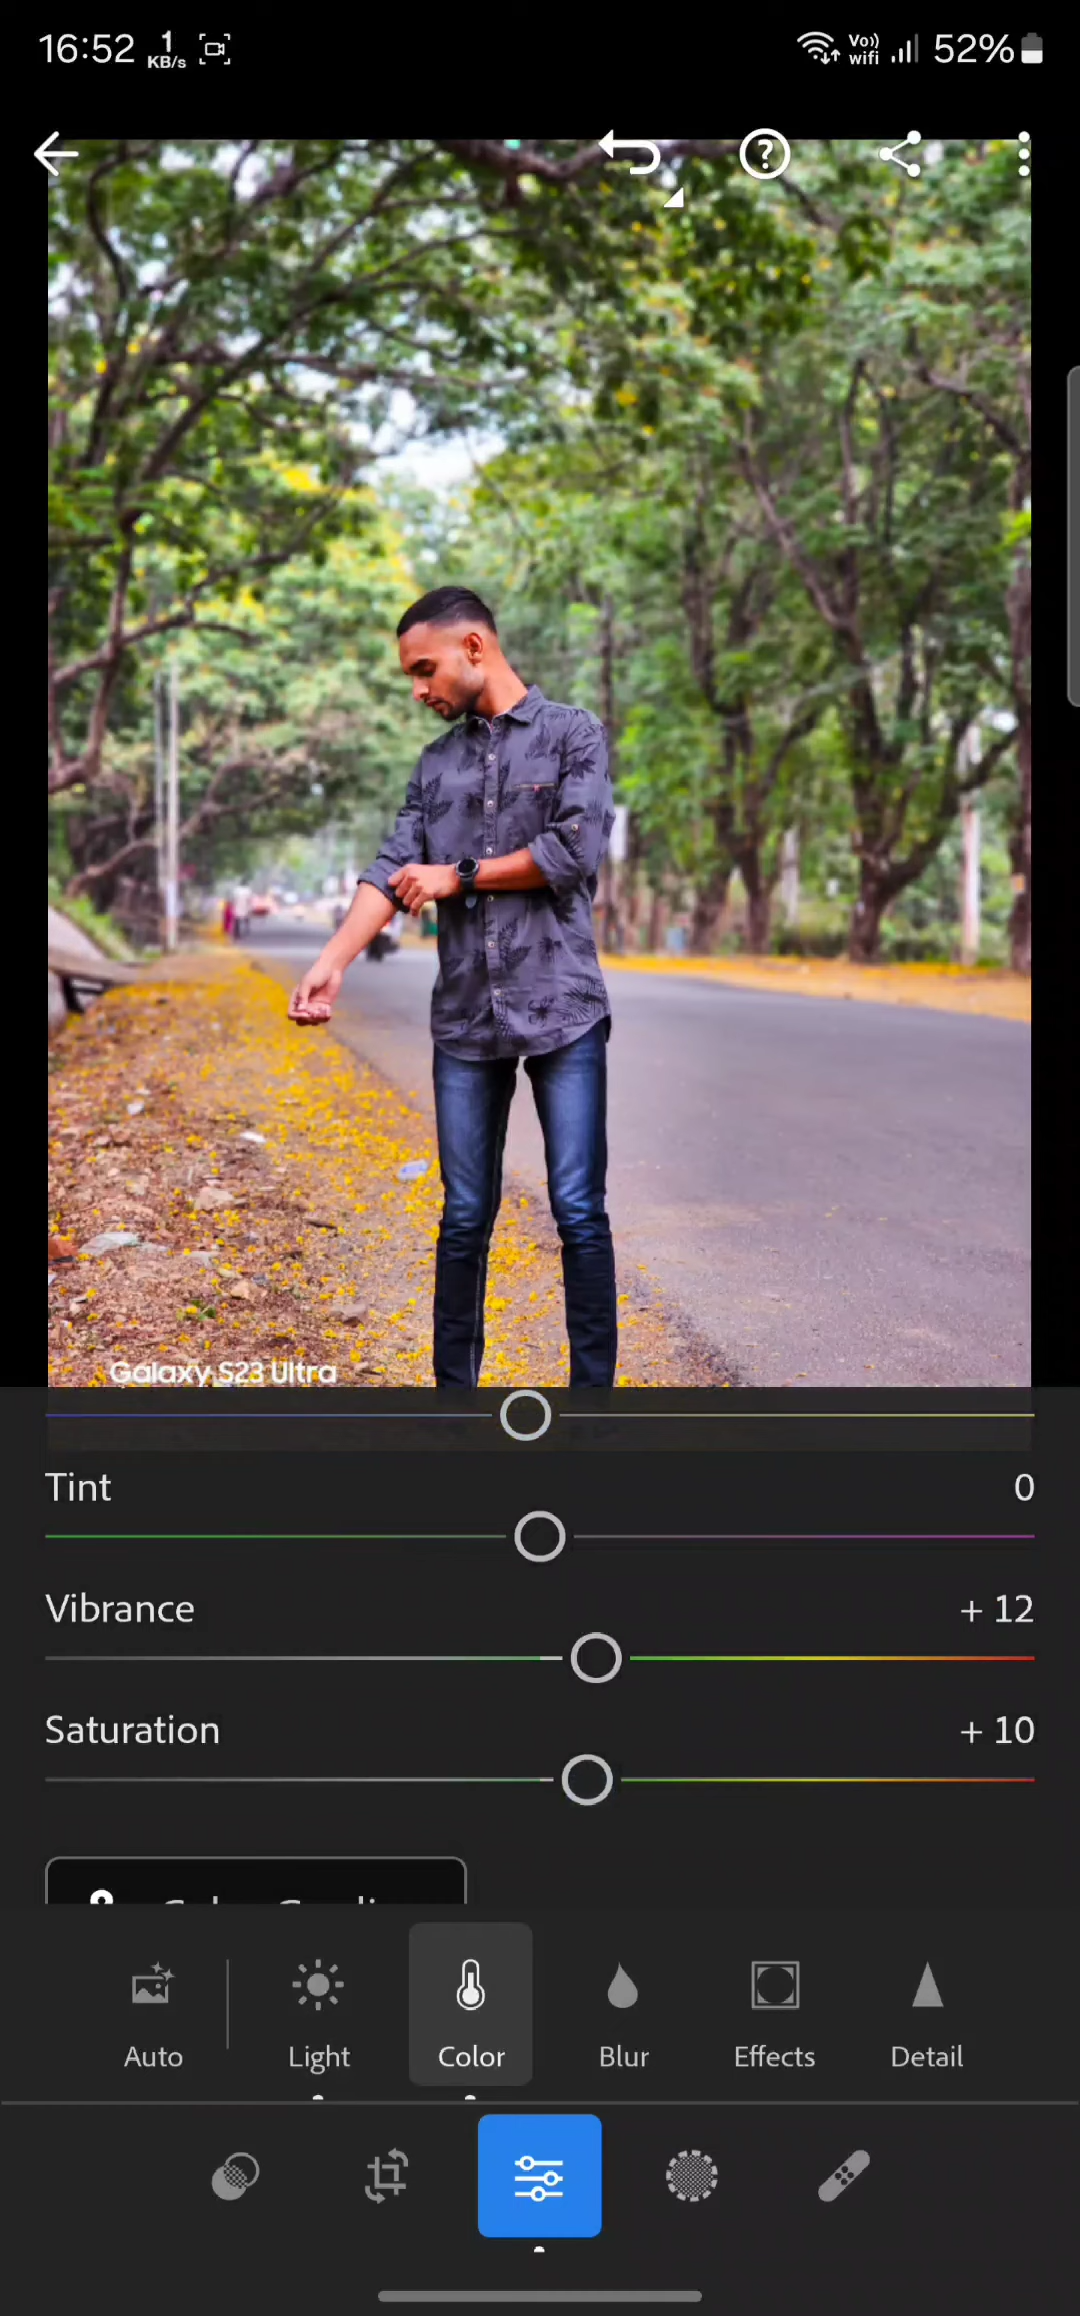 16:52 1 KB/s Vo)) wifi 52%
Galaxy S23 Ultra
Tint 0
Vibrance + 12
Saturation + 10
Auto Light Color Blur Effects Detail